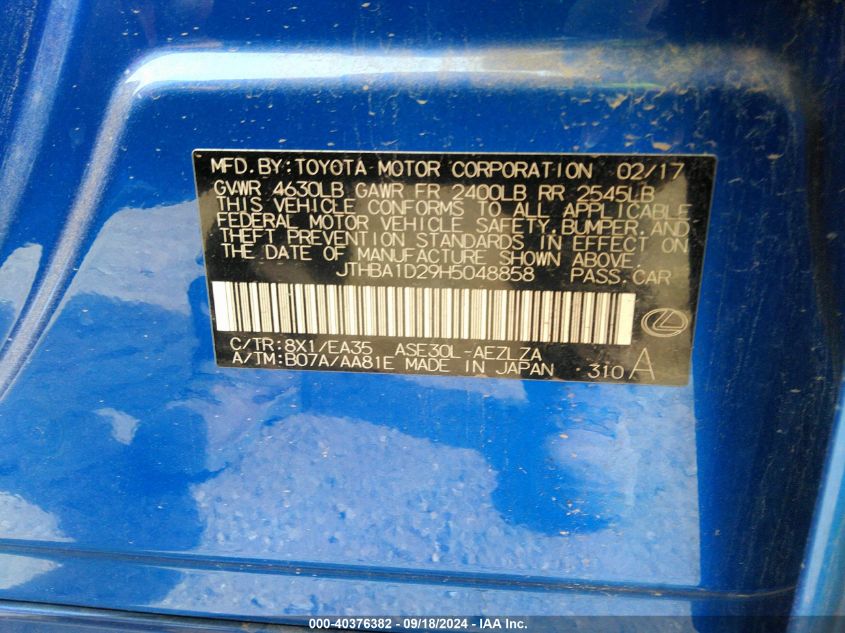 MFD.BY:TOYOTA MOTOR CORPORATION 02/17
GVWR 4630LB GAWR FR 2400LB RR 2545LB
THIS VEHICLE CONFORMS TO ALL APPLICABLE
FEDERAL MOTOR VEHICLE SAFETY,BUMPER,AND
THEFT PREVENTION STANDARDS IN EFFECT ON
THE DATE OF MANUFACTURE SHOWN ABOVE.
JTHBA1D29H5048858 PASS.CAR
C/TR:8X1/EA35 ASE30L-AEZLZA
A/TM:B07A/AA81E MADE IN JAPAN ·310 A
000-40376382 - 09/18/2024 - IAA Inc.